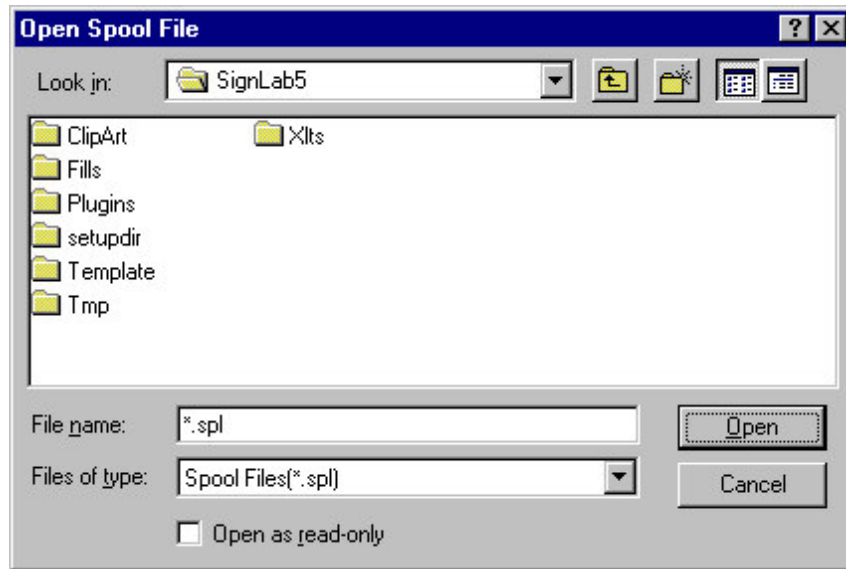 Open Spool File
Look in:
SignLab5
ClipArt
Xlts
Fills
Plugins
setupdir
Template
Tmp
File name:
*.spl
Open
Files of type:
Spool Files(*.spl)
Cancel
Open as read-only